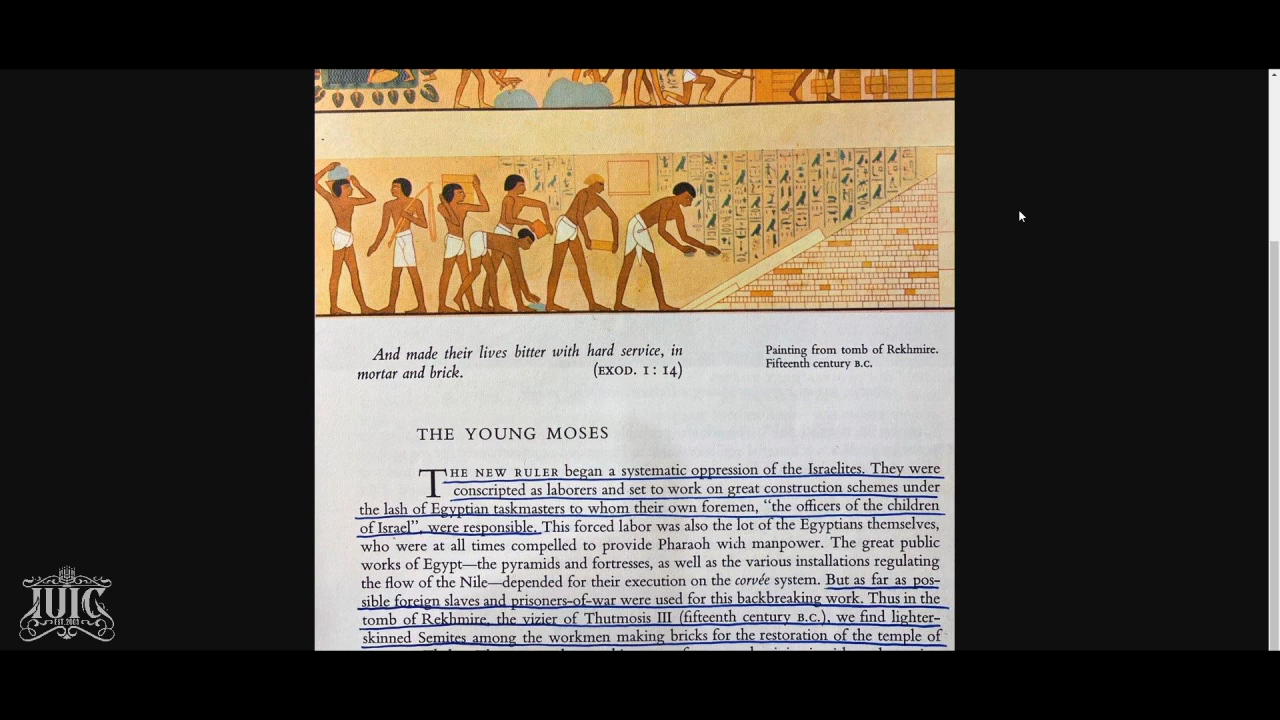 And made their lives bitter with hard service, in
mortar and brick. (EXOD. 1 : 14)
Painting from tomb of Rekhmire.
Fifteenth century B.C.
THE YOUNG MOSES
THE NEW RULER began a systematic oppression of the Israelites. They were
conscripted as laborers and set to work on great construction schemes under
the lash of Egyptian taskmasters to whom their own foremen, “the officers of the children
of Israel”, were responsible. This forced labor was also the lot of the Egyptians themselves,
who were at all times compelled to provide Pharaoh with manpower. The great public
works of Egypt—the pyramids and fortresses, as well as the various installations regulating
the flow of the Nile—depended for their execution on the corvée system. But as far as pos-
sible foreign slaves and prisoners-of-war were used for this backbreaking work. Thus in the
tomb of Rekhmire, the vizier of Thutmosis III (fifteenth century B.C.), we find lighter-
skinned Semites among the workmen making bricks for the restoration of the temple of
IUIC
EST. 2003